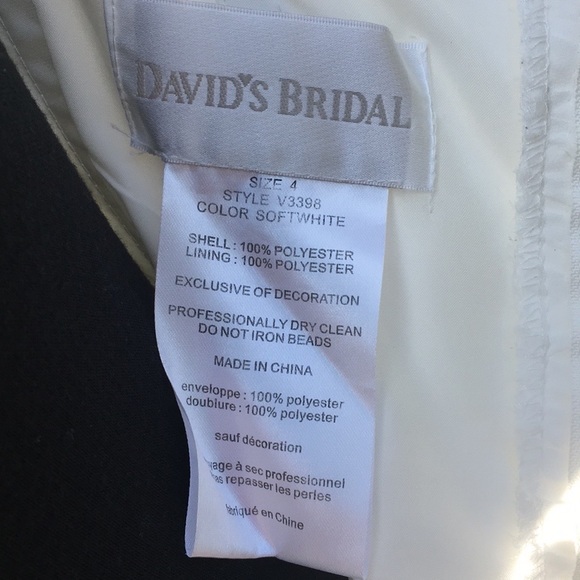 DAVID'S BRIDAL
SIZE 4
STYLE V3398
COLOR SOFTWHITE
SHELL: 100% POLYESTER
LINING: 100% POLYESTER
EXCLUSIVE OF DECORATION
PROFESSIONALLY DRY CLEAN
DO NOT IRON BEADS
MADE IN CHINA
enveloppe: 100% polyester
doublure: 100% polyester
sauf décoration
à sec professionnel
repasser les perles
en Chine